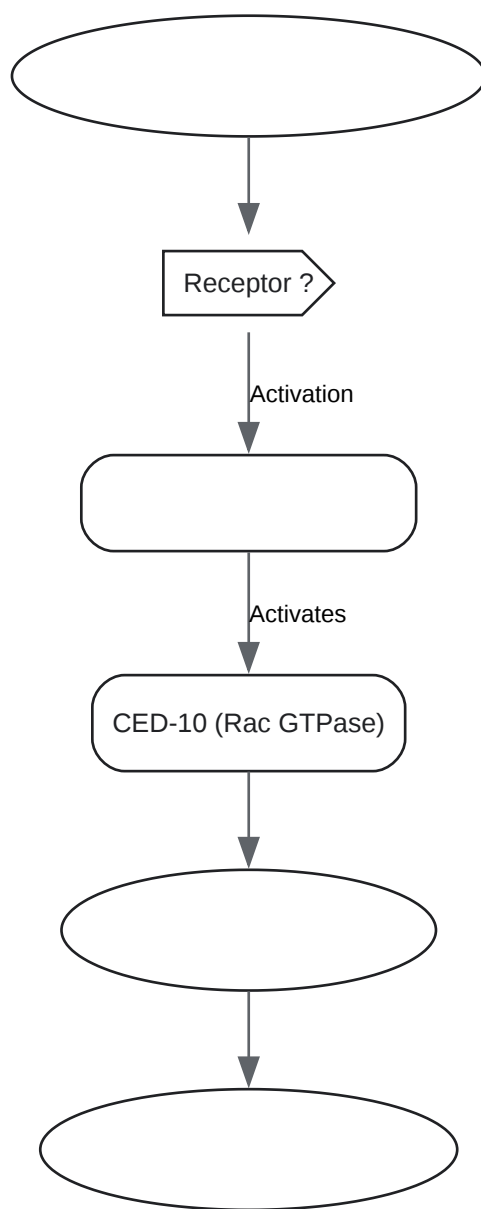 Receptor ?
Activation
Activates
CED-10 (Rac GTPase)